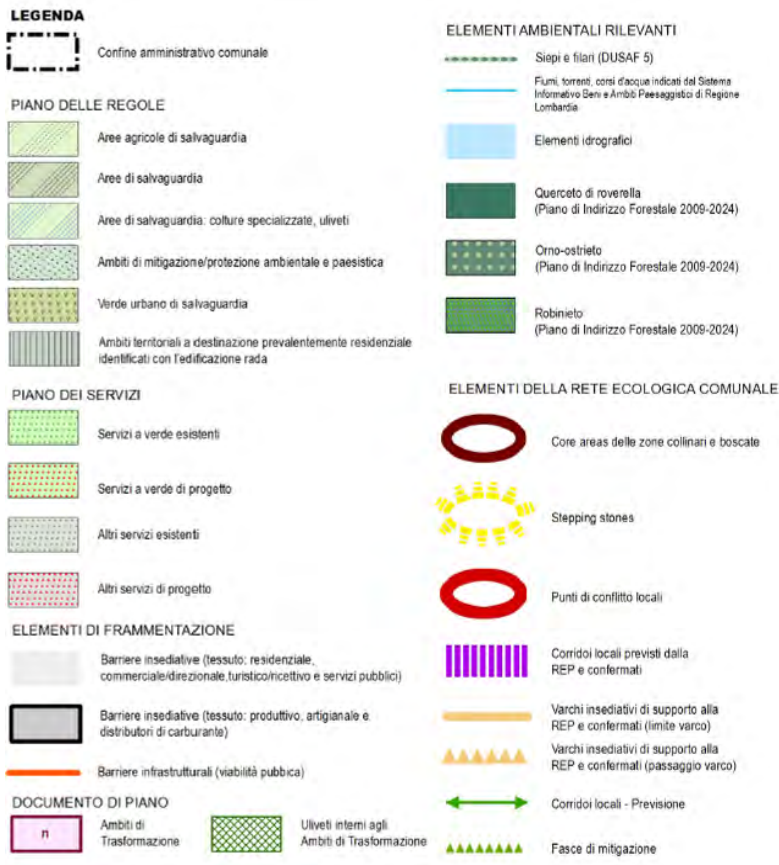 LEGENDA
Confine amministrativo comunale
PIANO DELLE REGOLE
Aree agricole di salvaguardia
Aree di salvaguardia
Aree di salvaguardia: colture specializzate, uliveti
Ambiti di mitigazione/protezione ambientale e paesistica
Verde urbano di salvaguardia
Ambiti territoriali a destinazione prevalentemente residenziale
identificati con l'edificazione rada
PIANO DEI SERVIZI
Servizi a verde esistenti
Servizi a verde di progetto
Altri servizi esistenti
Altri servizi di progetto
ELEMENTI DI FRAMMENTAZIONE
Barriere insediative (tessuto: residenziale,
commerciale/direzionale,turistico/ricettivo e servizi pubblici)
Barriere insediative (tessuto: produttivo, artigianale e
distributori di carburante)
Barriere infrastrutturali (viabilità pubbica)
DOCUMENTO DI PIANO
n
Ambiti di
Trasformazione
Uliveti interni agli
Ambiti di Trasformazione
ELEMENTI AMBIENTALI RILEVANTI
Siepi e filari (DUSAF 5)
Fiumi, torrenti, corsi d'acqua indicati dal Sistema
Informativo Beni e Ambiti Paesaggistici di Regione
Lombardia
Elementi idrografici
Querceto di roverella
(Piano di Indirizzo Forestale 2009-2024)
Orno-ostrieto
(Piano di Indirizzo Forestale 2009-2024)
Robinieto
(Piano di Indirizzo Forestale 2009-2024)
ELEMENTI DELLA RETE ECOLOGICA COMUNALE
Core areas delle zone collinari e boscate
Stepping stones
Punti di conflitto locali
Corridoi locali previsti dalla
REP e confermati
Varchi insediativi di supporto alla
REP e confermati (limite varco)
Varchi insediativi di supporto alla
REP e confermati (passaggio varco)
Corridoi locali - Previsione
Fasce di mitigazione